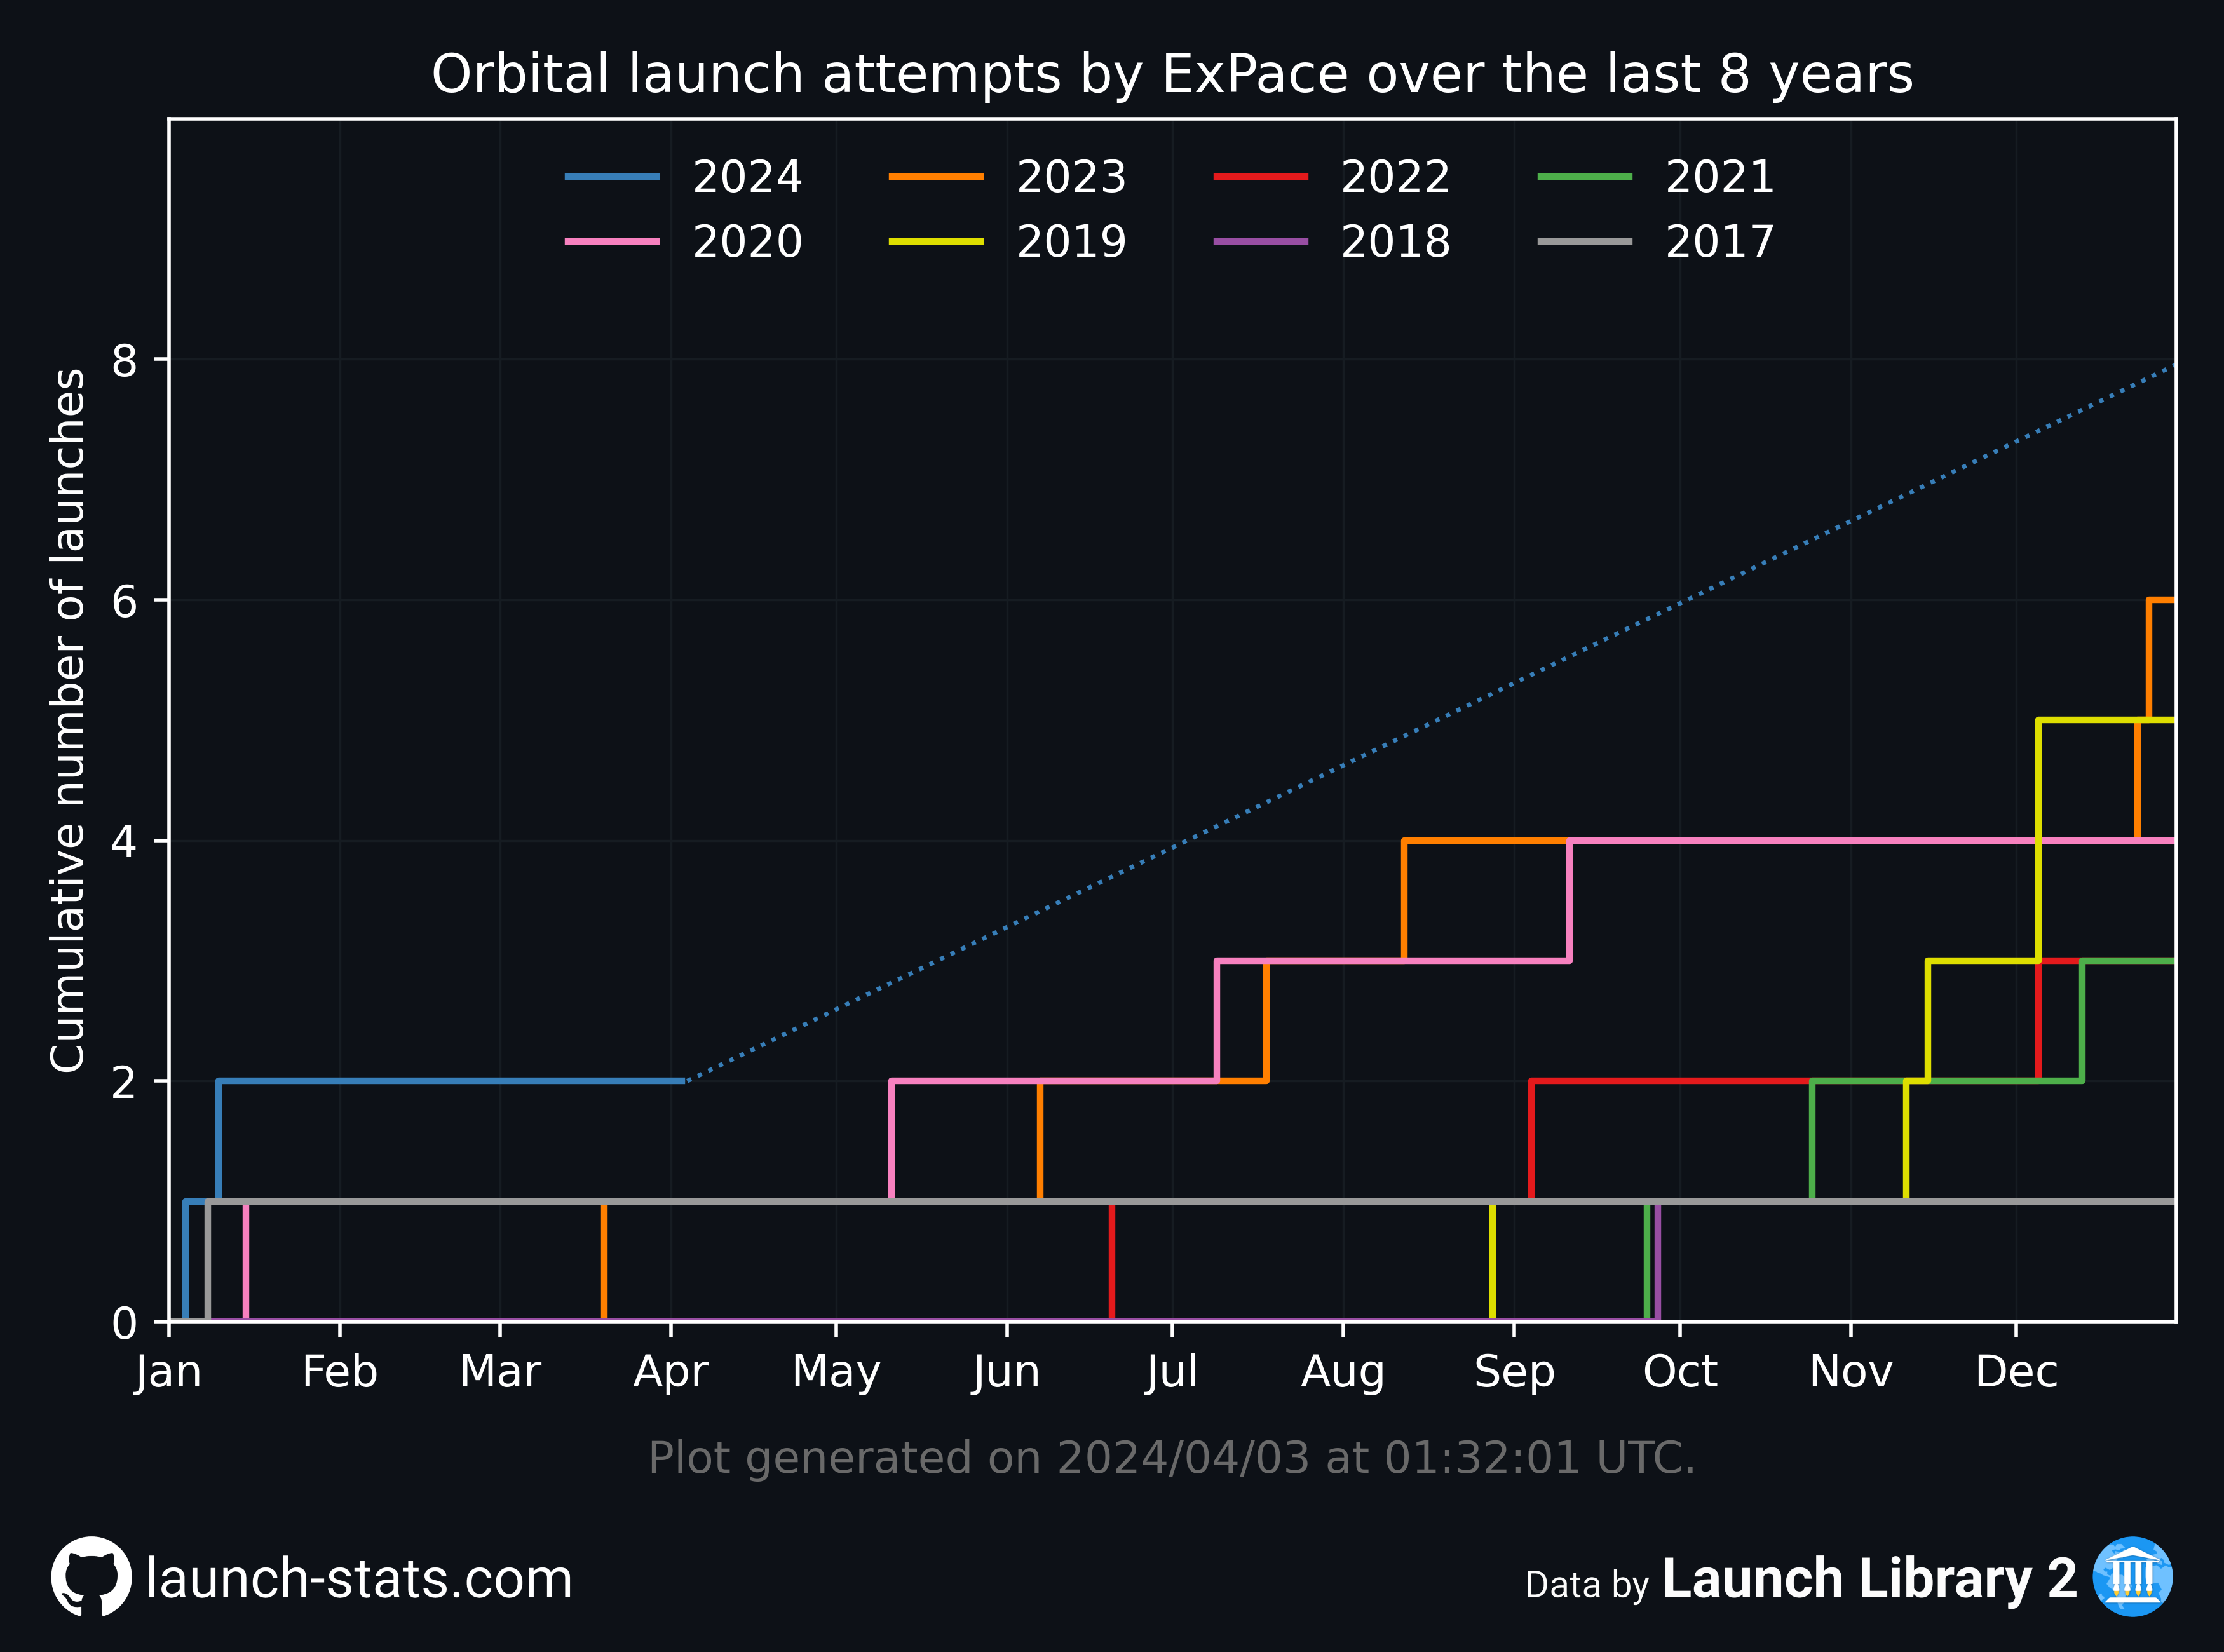 Orbital launch attempts by ExPace over the last 8 years
2024 2023 2022 2021
2020 2019 2018 2017
Cumulative number of launches
8
6
4
2
0
Jan Feb Mar Apr May Jun Jul Aug Sep Oct Nov Dec
Plot generated on 2024/04/03 at 01:32:01 UTC.
launch-stats.com
Data by Launch Library 2